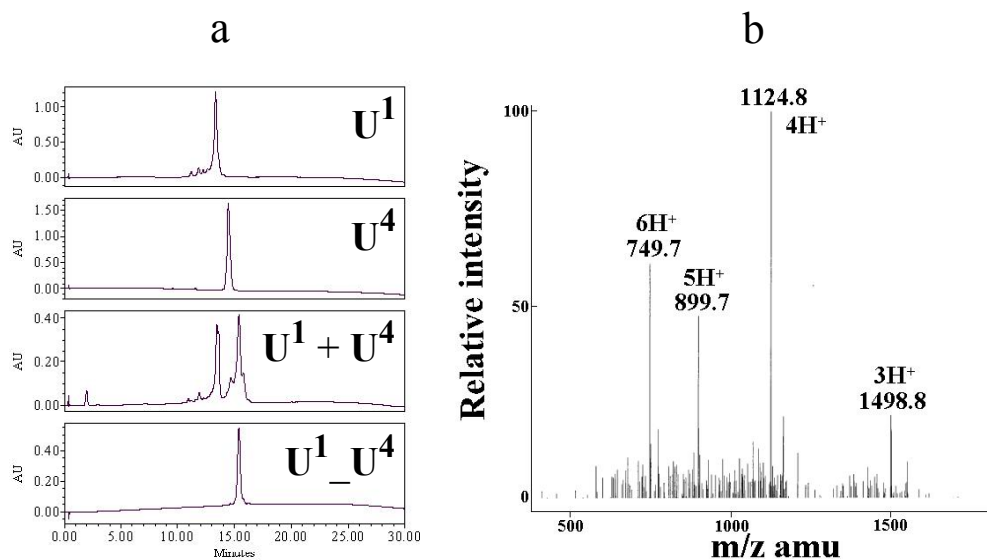 a
b
1.00
0.50
0.00
AU
U¹
1.50
1.00
0.50
0.00
AU
U⁴
0.40
0.20
0.00
AU
U¹ + U⁴
0.40
0.20
0.00
AU
U¹_U⁴
0.00 5.00 10.00 15.00 20.00 25.00 30.00
Minutes
Relative intensity
100
50
0
1124.8
4H⁺
6H⁺
749.7
5H⁺
899.7
3H⁺
1498.8
500 1000 1500
m/z amu